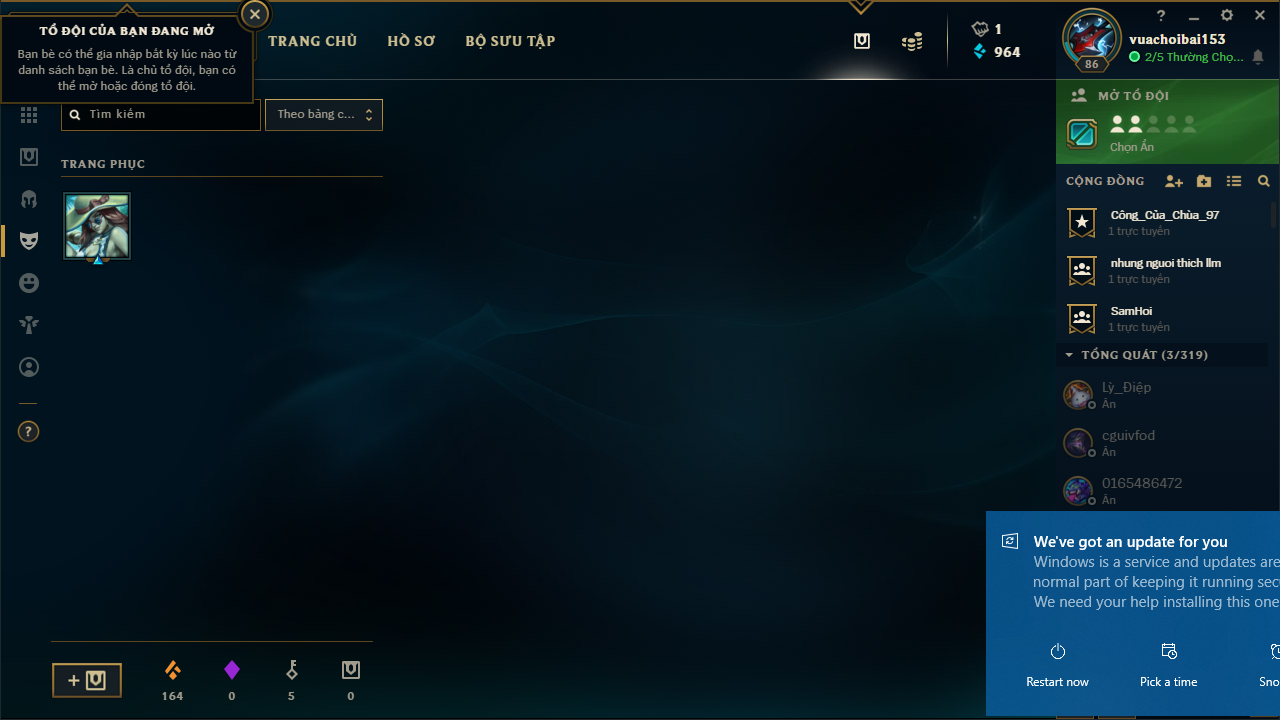 TỔ ĐỘI CỦA BẠN ĐANG MỞ
Bạn bè có thể gia nhập bất kỳ lúc nào từ
danh sách bạn bè. Là chủ tổ đội, bạn có
thể mở hoặc đóng tổ đội.
TRANG CHỦ
HỒ SƠ
BỘ SƯU TẬP
1
964
?
86
vuachoibai153
2/5 Thường Chọ...
Tìm kiếm
Theo bảng c...
TRANG PHỤC
MỞ TỔ ĐỘI
Chọn Ẩn
CỘNG ĐỒNG
Công_Của_Chùa_97
1 trực tuyến
nhung nguoi thich llm
1 trực tuyến
SamHoi
1 trực tuyến
TỔNG QUÁT (3/319)
Lỳ_Điệp
Ẩn
cguivfod
Ẩn
0165486472
Ẩn
?
We've got an update for you
Windows is a service and updates are
normal part of keeping it running sec
We need your help installing this one
Restart now
Pick a time
Sno
+
164
0
5
0